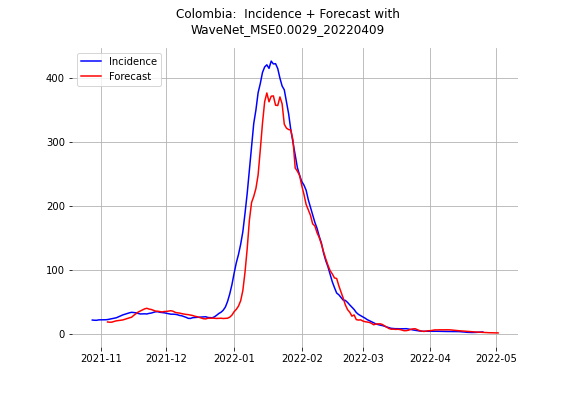 Colombia:  Incidence + Forecast with
WaveNet_MSE0.0029_20220409
Incidence
Forecast
400
300
200
100
0
2021-11 2021-12 2022-01 2022-02 2022-03 2022-04 2022-05